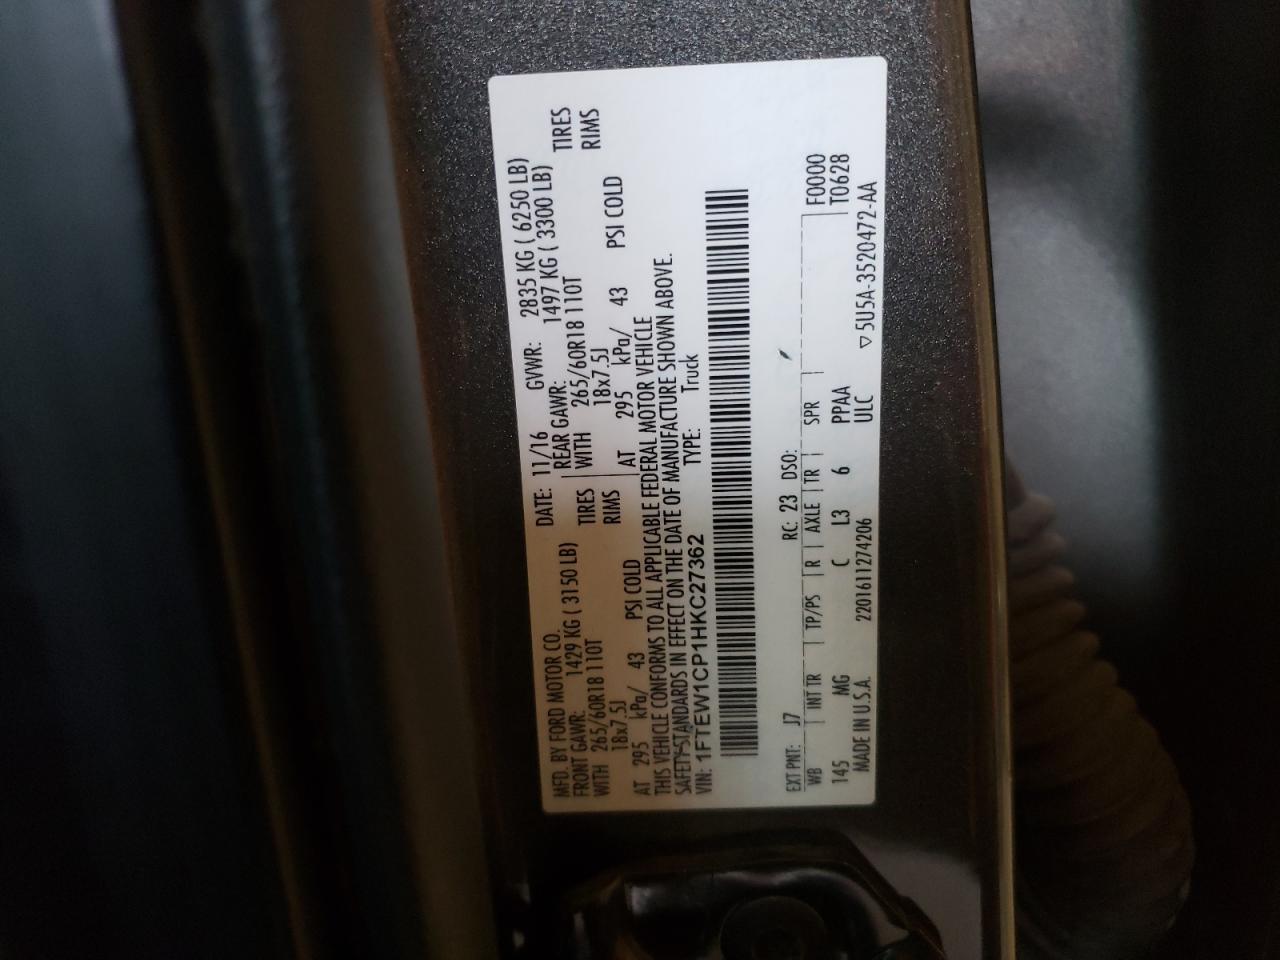 MFD. BY FORD MOTOR CO. DATE: 11/16 GVWR: 2835 KG ( 6250 LB)
FRONT GAWR: 1429 KG ( 3150 LB) REAR GAWR: 1497 KG ( 3300 LB)
WITH 265/60R18 110T TIRES WITH 265/60R18 110T TIRES
18x7.5J RIMS 18x7.5J RIMS
AT 295 kPa/ 43 PSI COLD AT 295 kPa/ 43 PSI COLD
THIS VEHICLE CONFORMS TO ALL APPLICABLE FEDERAL MOTOR VEHICLE
SAFETY STANDARDS IN EFFECT ON THE DATE OF MANUFACTURE SHOWN ABOVE.
VIN: 1FTEW1CP1HKC27362 TYPE: Truck
EXT PNT: J7 RC: 23 DSO:
WB INT TR TP/PS R AXLE TR SPR F0000
145 MG C L3 6 PPAA T0628
MADE IN U.S.A. 2201611274206 ULC ▽5U5A-3520472-AA